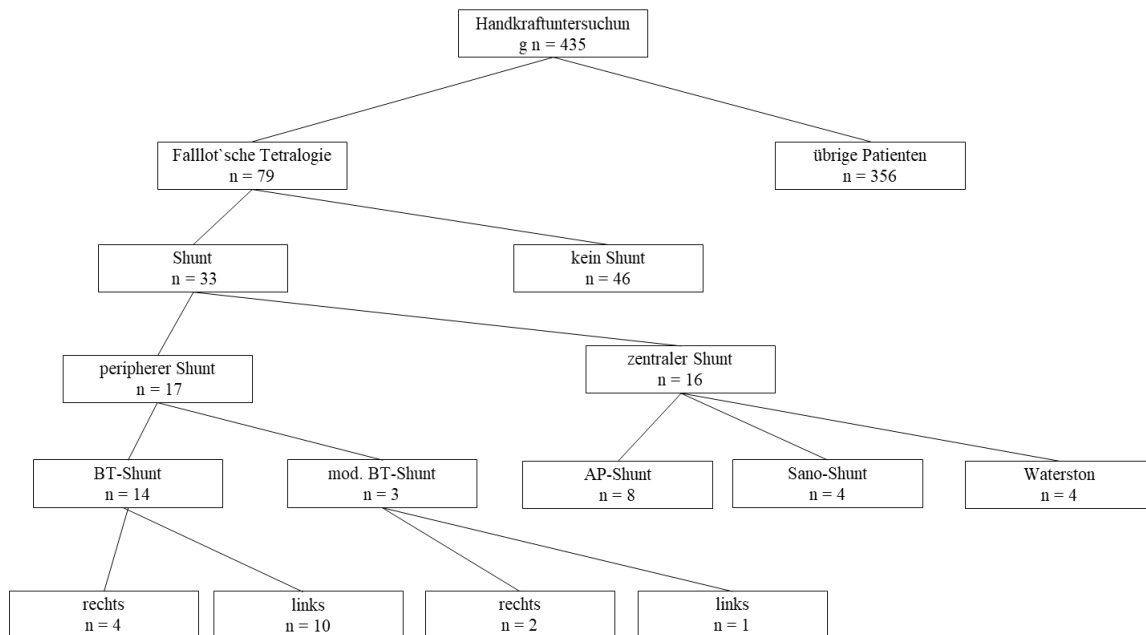 Handkraftuntersuchun
g n = 435
Falllot`sche Tetralogie
n = 79
übrige Patienten
n = 356
Shunt
n = 33
kein Shunt
n = 46
peripherer Shunt
n = 17
zentraler Shunt
n = 16
BT-Shunt
n = 14
mod. BT-Shunt
n = 3
AP-Shunt
n = 8
Sano-Shunt
n = 4
Waterston
n = 4
rechts
n = 4
links
n = 10
rechts
n = 2
links
n = 1